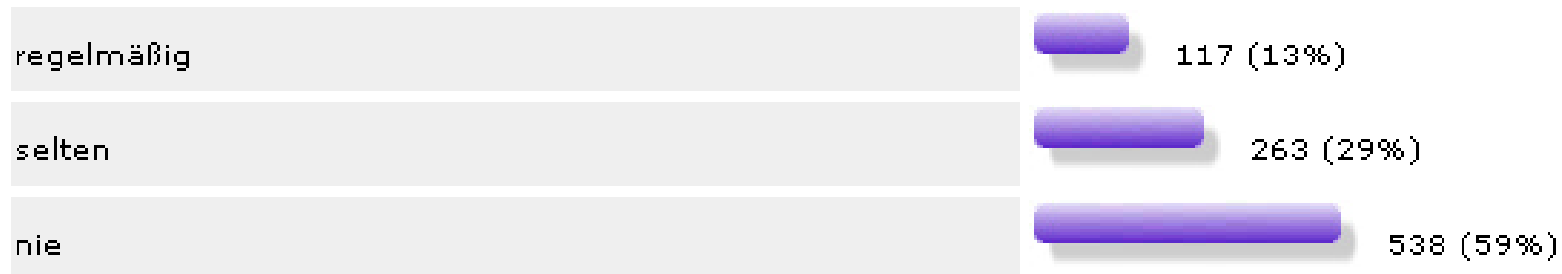 regelmäßig 117 (13%)
selten 263 (29%)
nie 538 (59%)